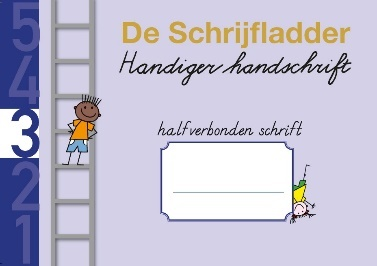 De Schrijfladder
Handiger handschrift
halfverbonden schrift
5
4
3
2
1